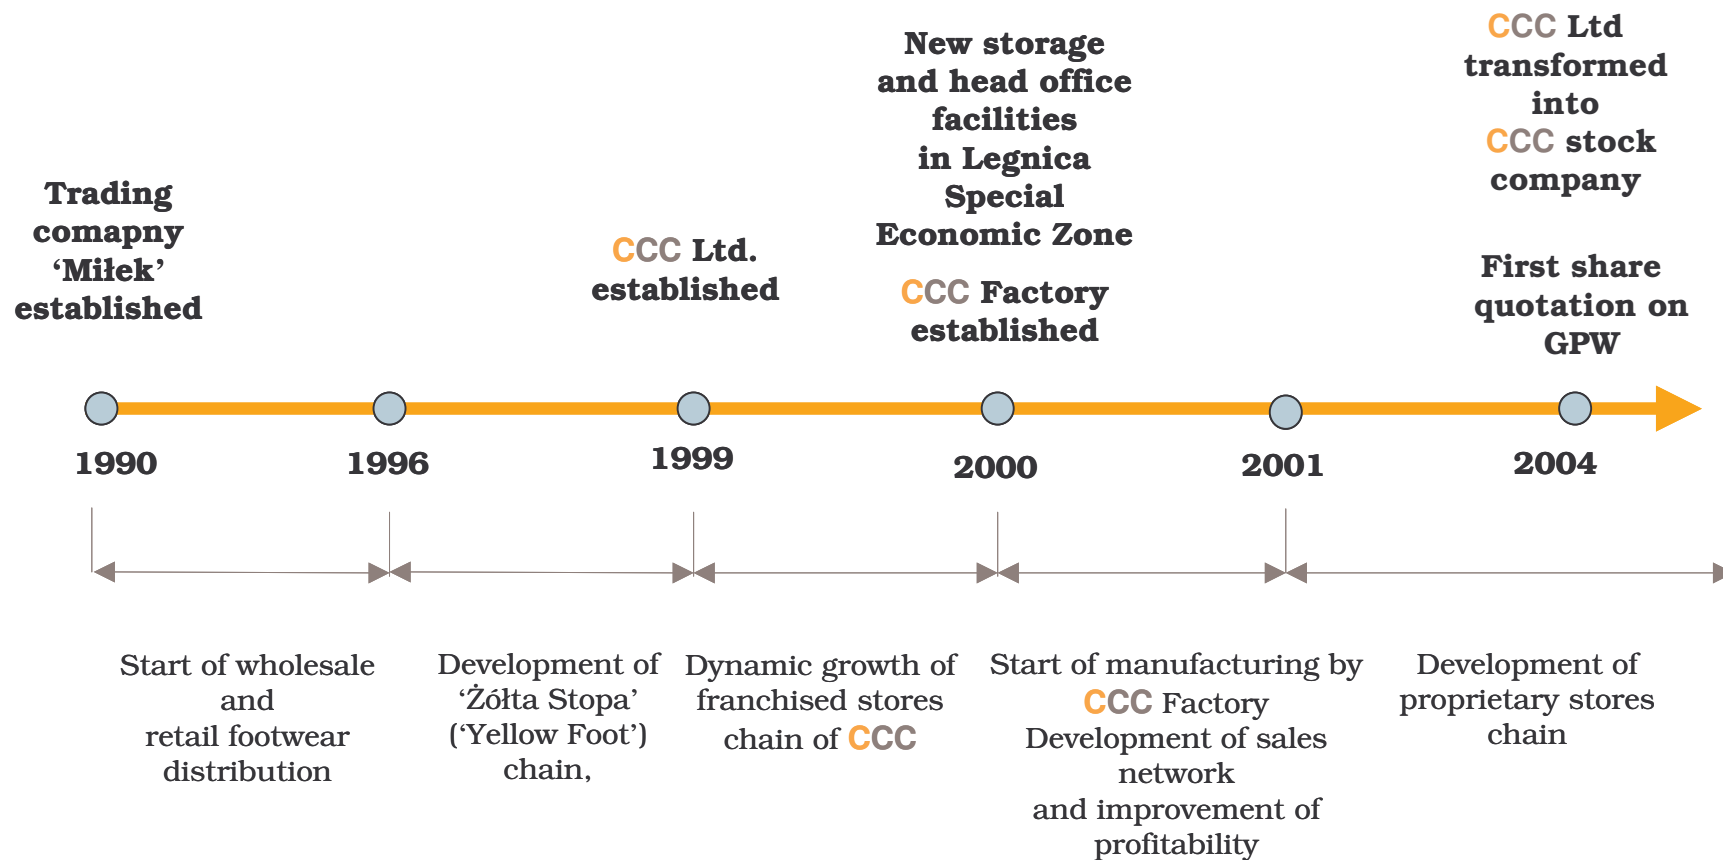 Trading
comapny
‘Miłek’
established
CCC Ltd.
established
New storage
and head office
facilities
in Legnica
Special
Economic Zone
CCC Factory
established
CCC Ltd
transformed
into
CCC stock
company
First share
quotation on
GPW
1990
1996
1999
2000
2001
2004
Start of wholesale
and
retail footwear
distribution
Development of
‘Żółta Stopa’
(‘Yellow Foot’)
chain,
Dynamic growth of
franchised stores
chain of CCC
Start of manufacturing by
CCC Factory
Development of sales
network
and improvement of
profitability
Development of
proprietary stores
chain